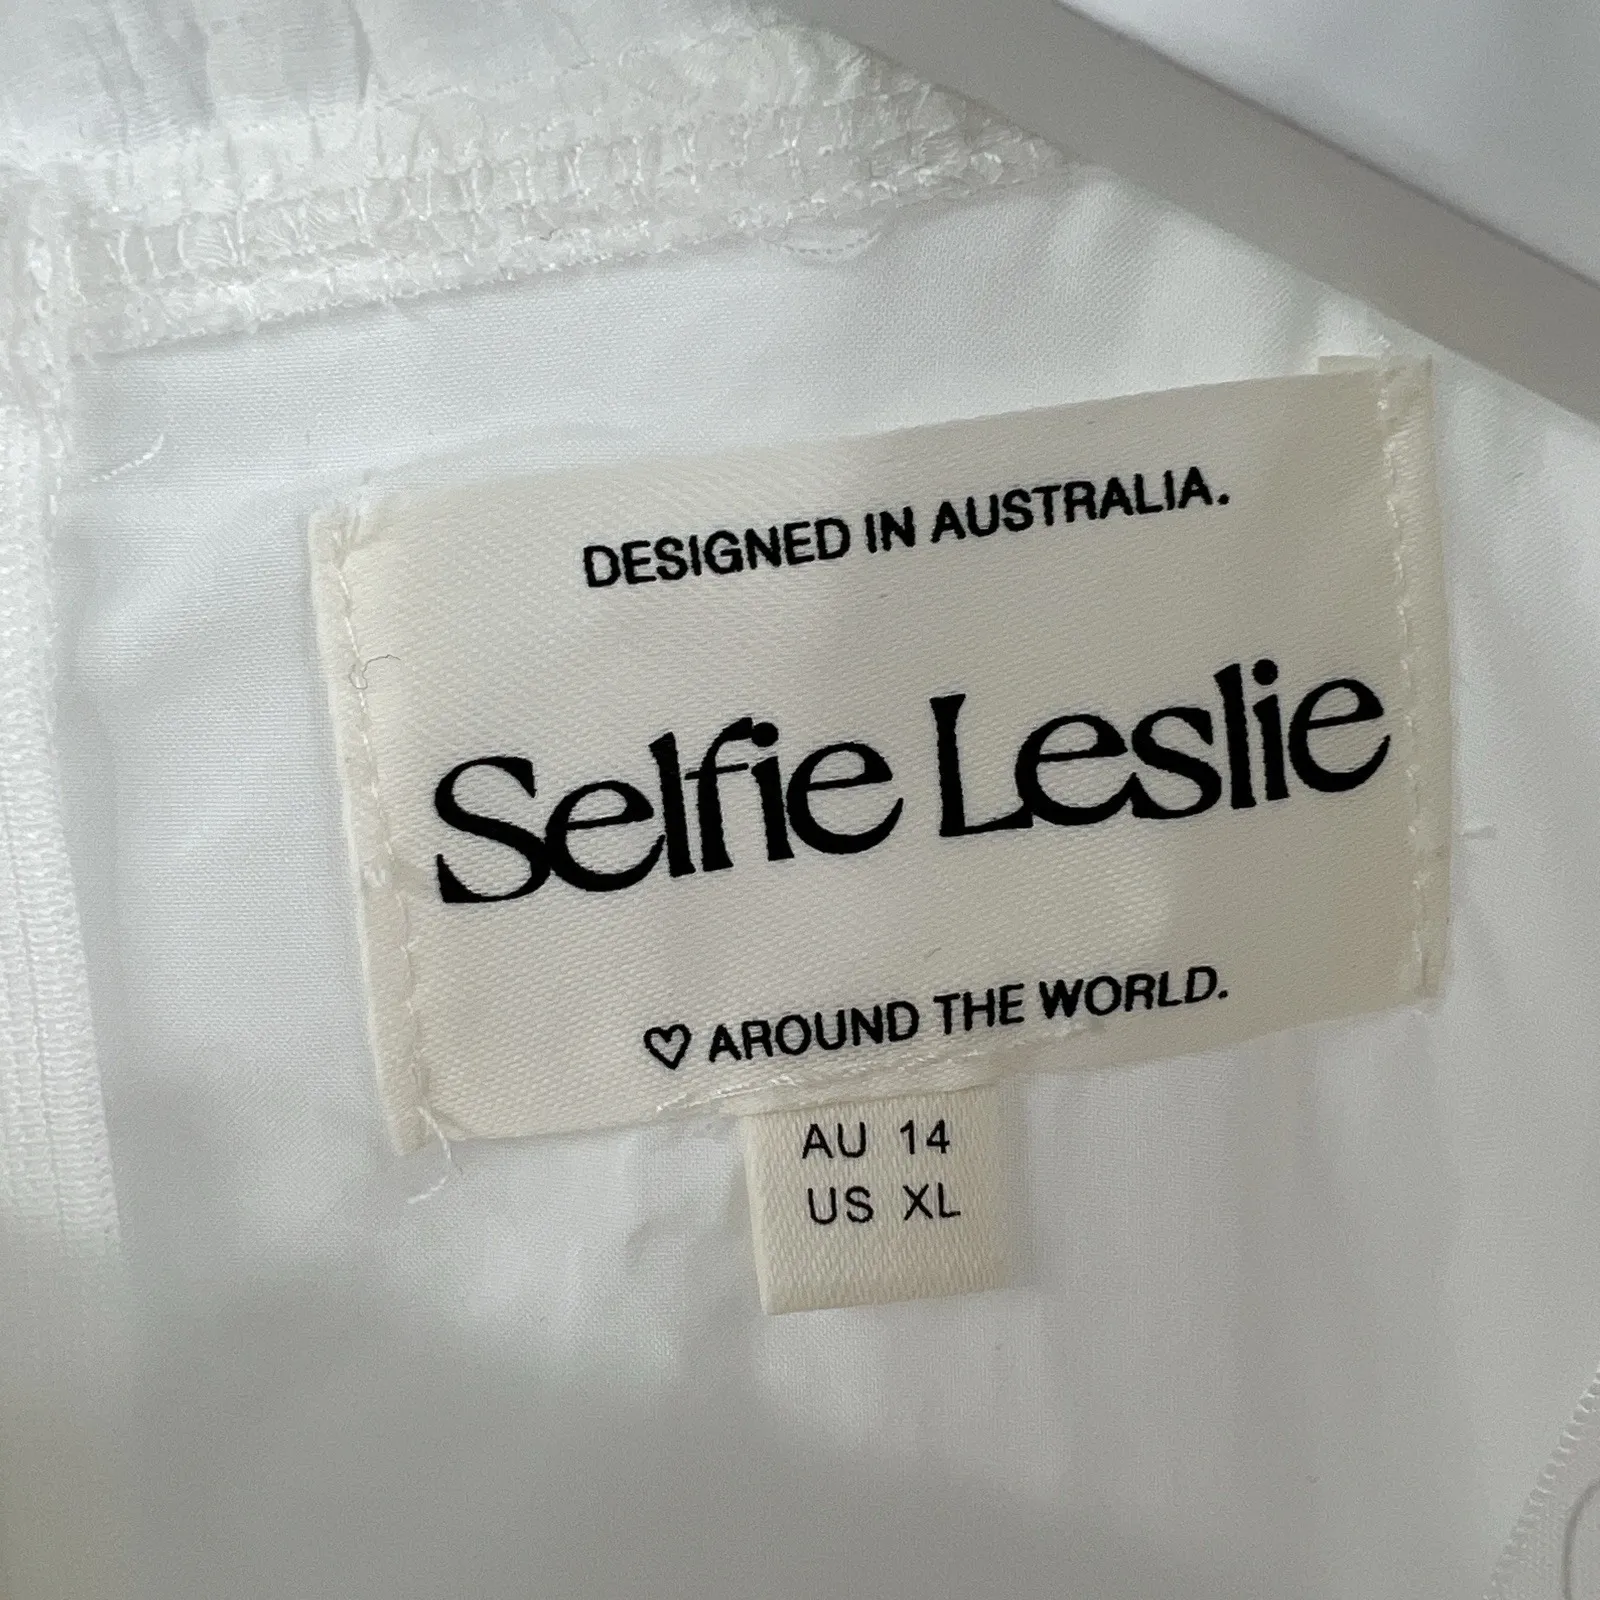 DESIGNED IN AUSTRALIA.
Selfie Leslie
♡ AROUND THE WORLD.
AU 14
US XL